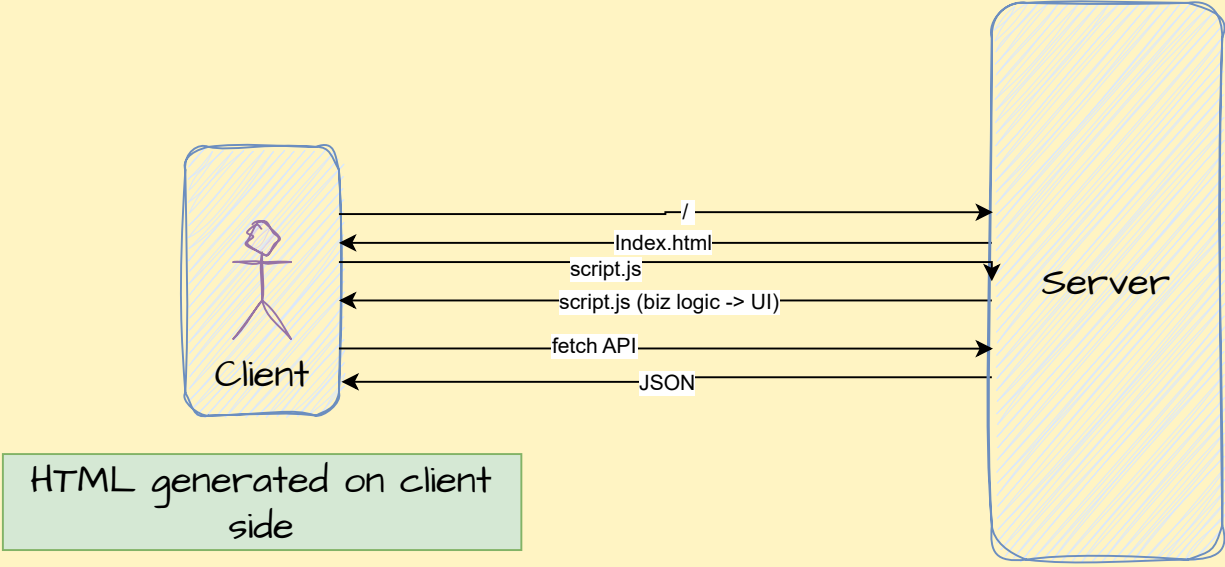 /
Index.html
script.js
script.js (biz logic -> UI)
fetch API
JSON
Server
Client
HTML generated on client
side